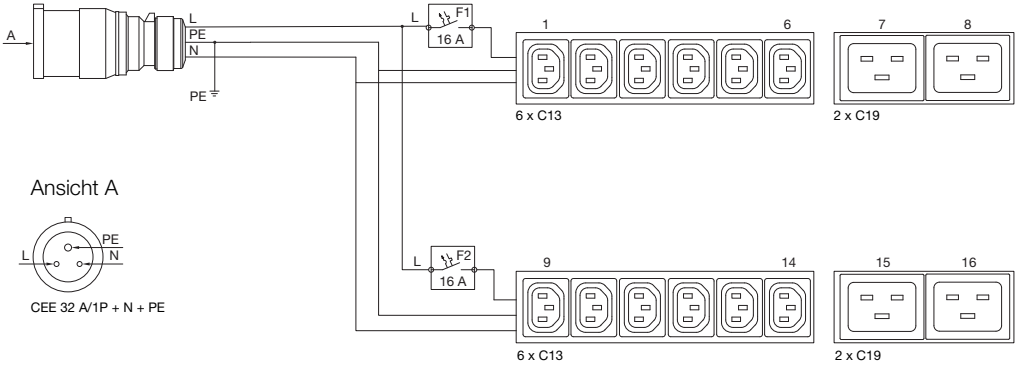 A
L
PE
N
PE
L
F1
16 A
1
6
7
8
6 x C13
2 x C19
Ansicht A
PE
L
N
CEE 32 A/1P + N + PE
L
F2
16 A
9
14
15
16
6 x C13
2 x C19